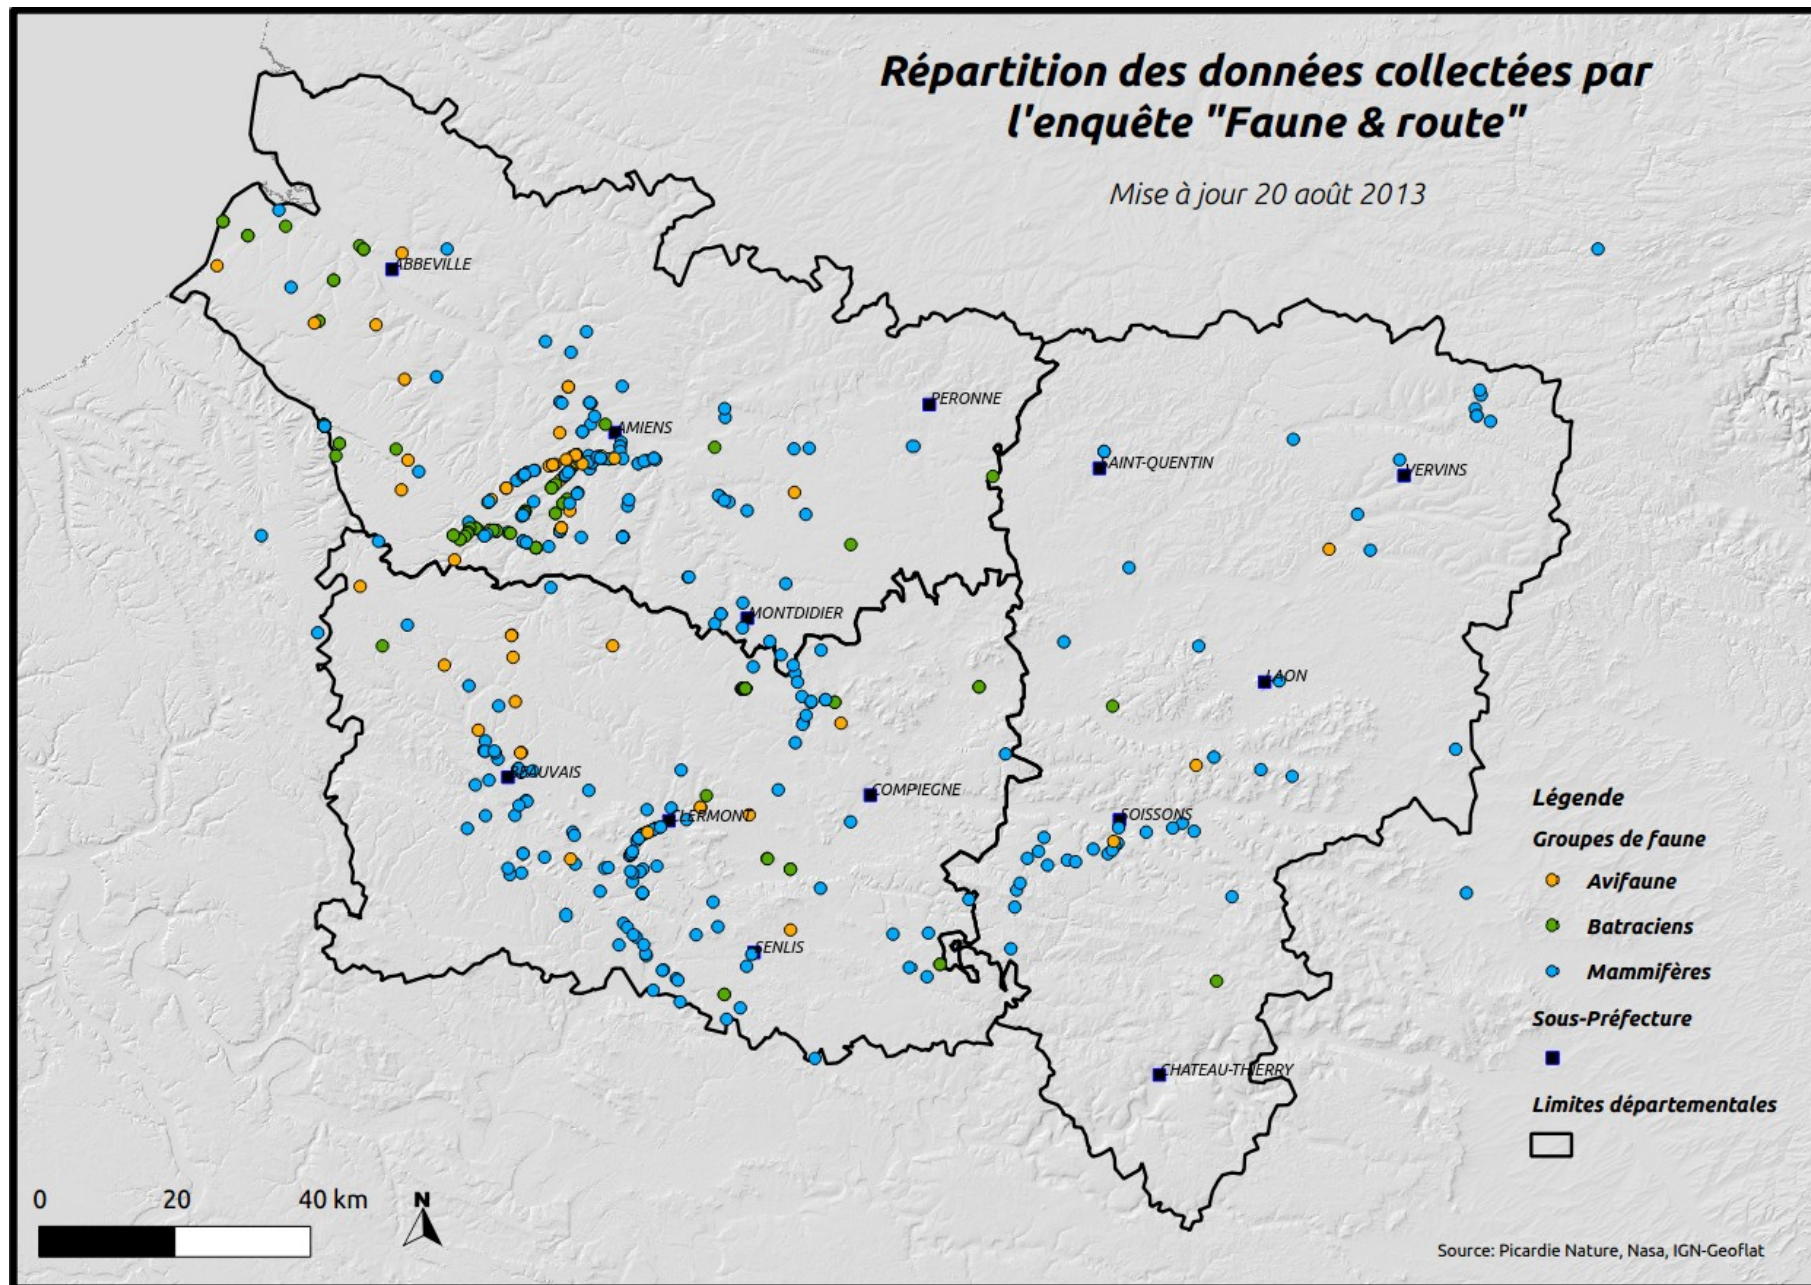 Répartition des données collectées par
l'enquête "Faune & route"
Mise à jour 20 août 2013
ABBEVILLE
PERONNE
AMIENS
SAINT-QUENTIN
VERVINS
MONTDIDIER
LAON
BEAUVAIS
COMPIEGNE
CLERMONT
SOISSONS
SENLIS
CHATEAU-THIERRY
Légende
Groupes de faune
Avifaune
Batraciens
Mammifères
Sous-Préfecture
Limites départementales
0 20 40 km
N
Source: Picardie Nature, Nasa, IGN-Geoflat